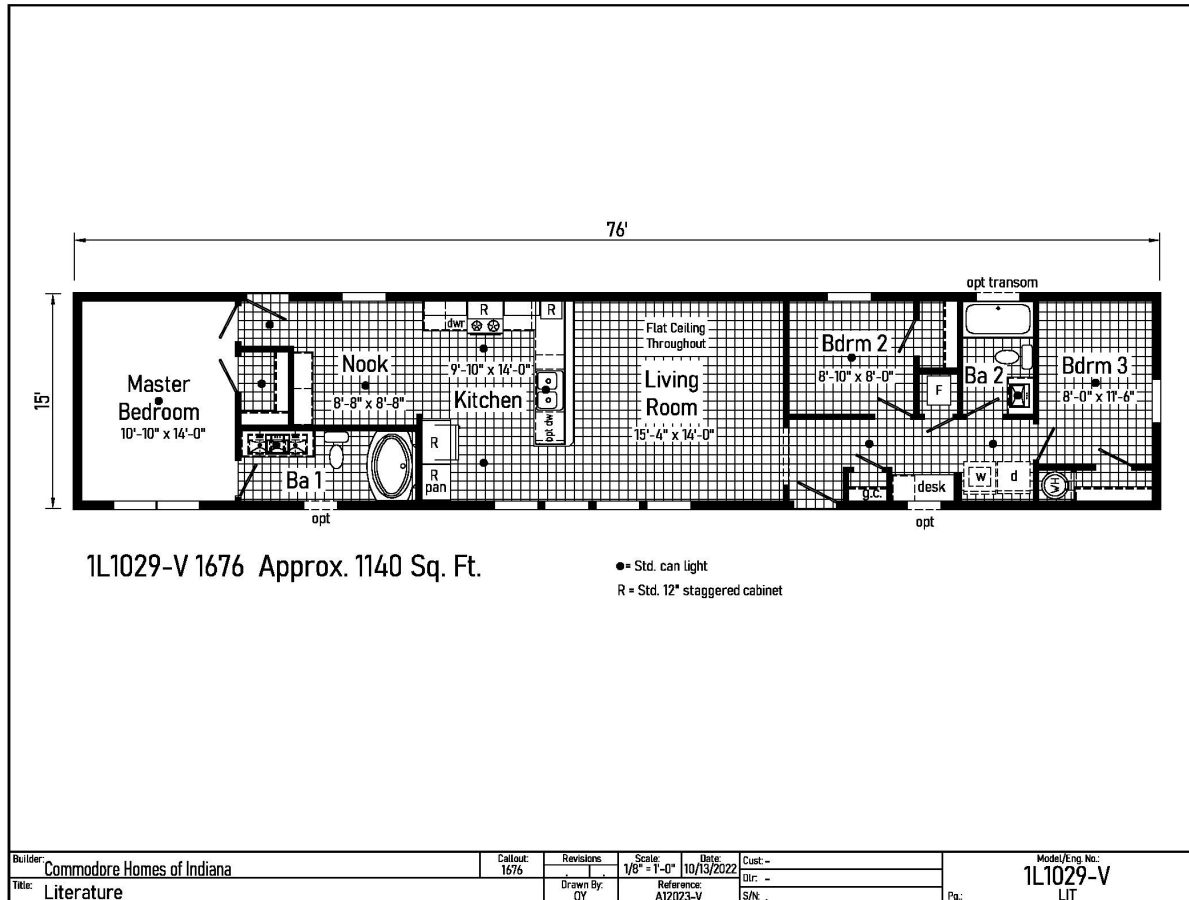 76'
15'
opt transom
Master
Bedroom
10'-10" x 14'-0"
Nook
8'-8" x 8'-8"
Ba 1
opt
dwr
R
R
9'-10" x 14'-0"
Kitchen
opt dw
R
R
pan
Flat Ceiling
Throughout
Living
Room
15'-4" x 14'-0"
Bdrm 2
8'-10" x 8'-0"
F
Ba 2
Bdrm 3
8'-0" x 11'-6"
g.c.
desk
opt
w
d
WH
1L1029-V 1676 Approx. 1140 Sq. Ft.
●= Std. can light
R = Std. 12" staggered cabinet
Builder: Commodore Homes of Indiana
Title: Literature
Callout:
1676
Revisions
Scale:
1/8" = 1'-0"
Date:
10/13/2022
Drawn By:
QY
Reference:
A12023-V
Cust: -
Dlr: -
S/N: .
Model/Eng. No.:
1L1029-V
Pg.: LIT